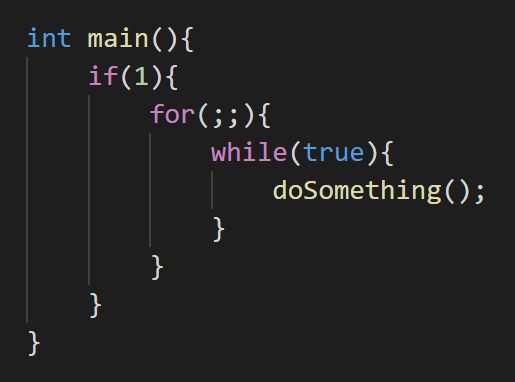 int main(){
    if(1){
        for(;;){
            while(true){
                doSomething();
            }
        }
    }
}